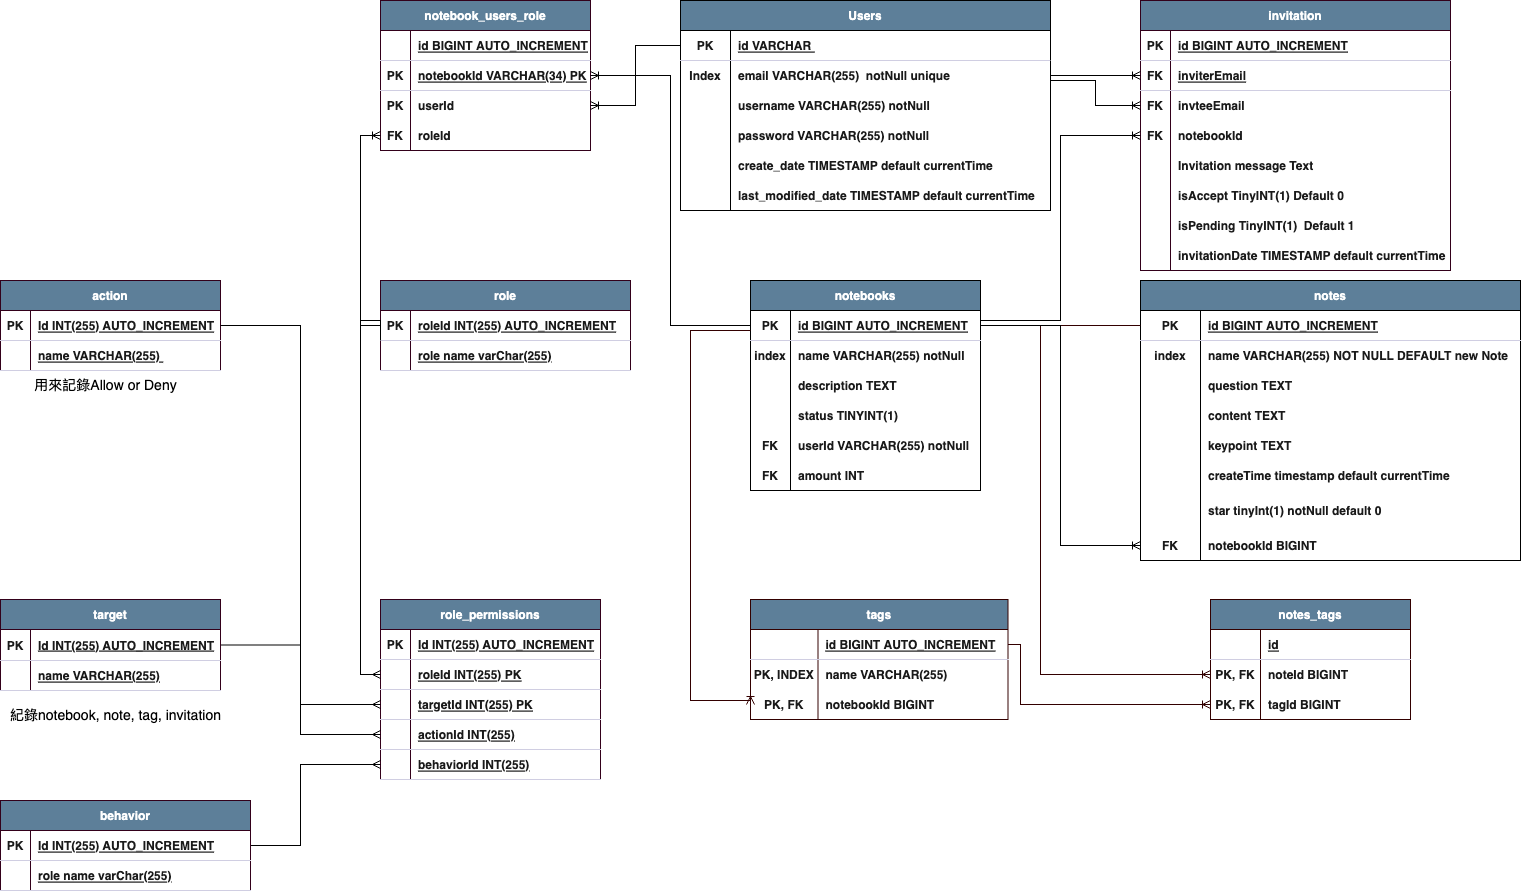 notebook_users_role
id BIGINT AUTO_INCREMENT
PK notebookId VARCHAR(34) PK
PK userId
FK roleId
Users
PK id VARCHAR
Index email VARCHAR(255) notNull unique
username VARCHAR(255) notNull
password VARCHAR(255) notNull
create_date TIMESTAMP default currentTime
last_modified_date TIMESTAMP default currentTime
invitation
PK id BIGINT AUTO_INCREMENT
FK inviterEmail
FK invteeEmail
FK notebookId
Invitation message Text
isAccept TinyINT(1) Default 0
isPending TinyINT(1) Default 1
invitationDate TIMESTAMP default currentTime
action
PK Id INT(255) AUTO_INCREMENT
name VARCHAR(255)
用來記錄Allow or Deny
role
PK roleId INT(255) AUTO_INCREMENT
role name varChar(255)
notebooks
PK id BIGINT AUTO_INCREMENT
index name VARCHAR(255) notNull
description TEXT
status TINYINT(1)
FK userId VARCHAR(255) notNull
FK amount INT
notes
PK id BIGINT AUTO_INCREMENT
index name VARCHAR(255) NOT NULL DEFAULT new Note
question TEXT
content TEXT
keypoint TEXT
createTime timestamp default currentTime
star tinyInt(1) notNull default 0
FK notebookId BIGINT
target
PK Id INT(255) AUTO_INCREMENT
name VARCHAR(255)
紀錄notebook, note, tag, invitation
role_permissions
PK Id INT(255) AUTO_INCREMENT
roleId INT(255) PK
targetId INT(255) PK
actionId INT(255)
behaviorId INT(255)
tags
id BIGINT AUTO_INCREMENT
PK, INDEX name VARCHAR(255)
PK, FK notebookId BIGINT
notes_tags
id
PK, FK noteId BIGINT
PK, FK tagId BIGINT
behavior
PK Id INT(255) AUTO_INCREMENT
role name varChar(255)